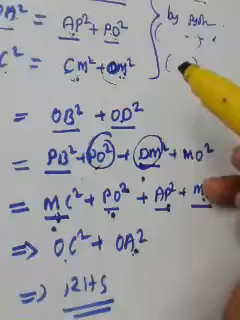 OA² = AP² + PO² by Pyth
C² = CM² + OM²
= OB² + OD²
= PB² + PO² + DM² + MO²
= MC² + PO² + AP² + M
⇒ OC² + OA²
⇒ RHS